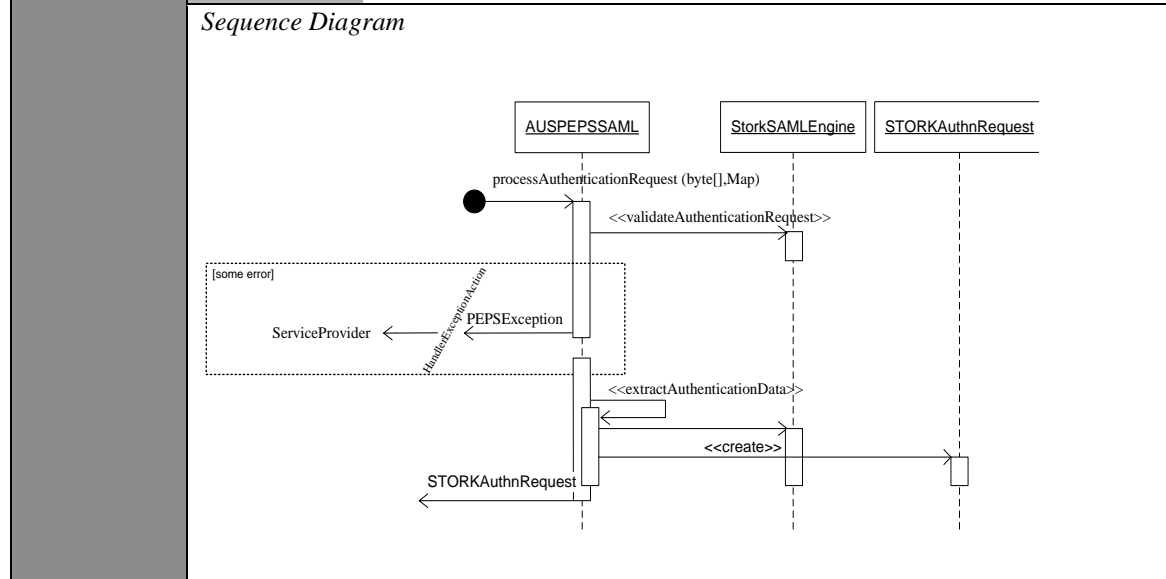 Sequence Diagram
AUSPEPSSAML
StorkSAMLEngine
STORKAuthnRequest
processAuthenticationRequest (byte[],Map)
<<validateAuthenticationRequest>>
[some error]
HandlerExceptionAction
PEPSException
ServiceProvider
<<extractAuthenticationData>>
<<create>>
STORKAuthnRequest